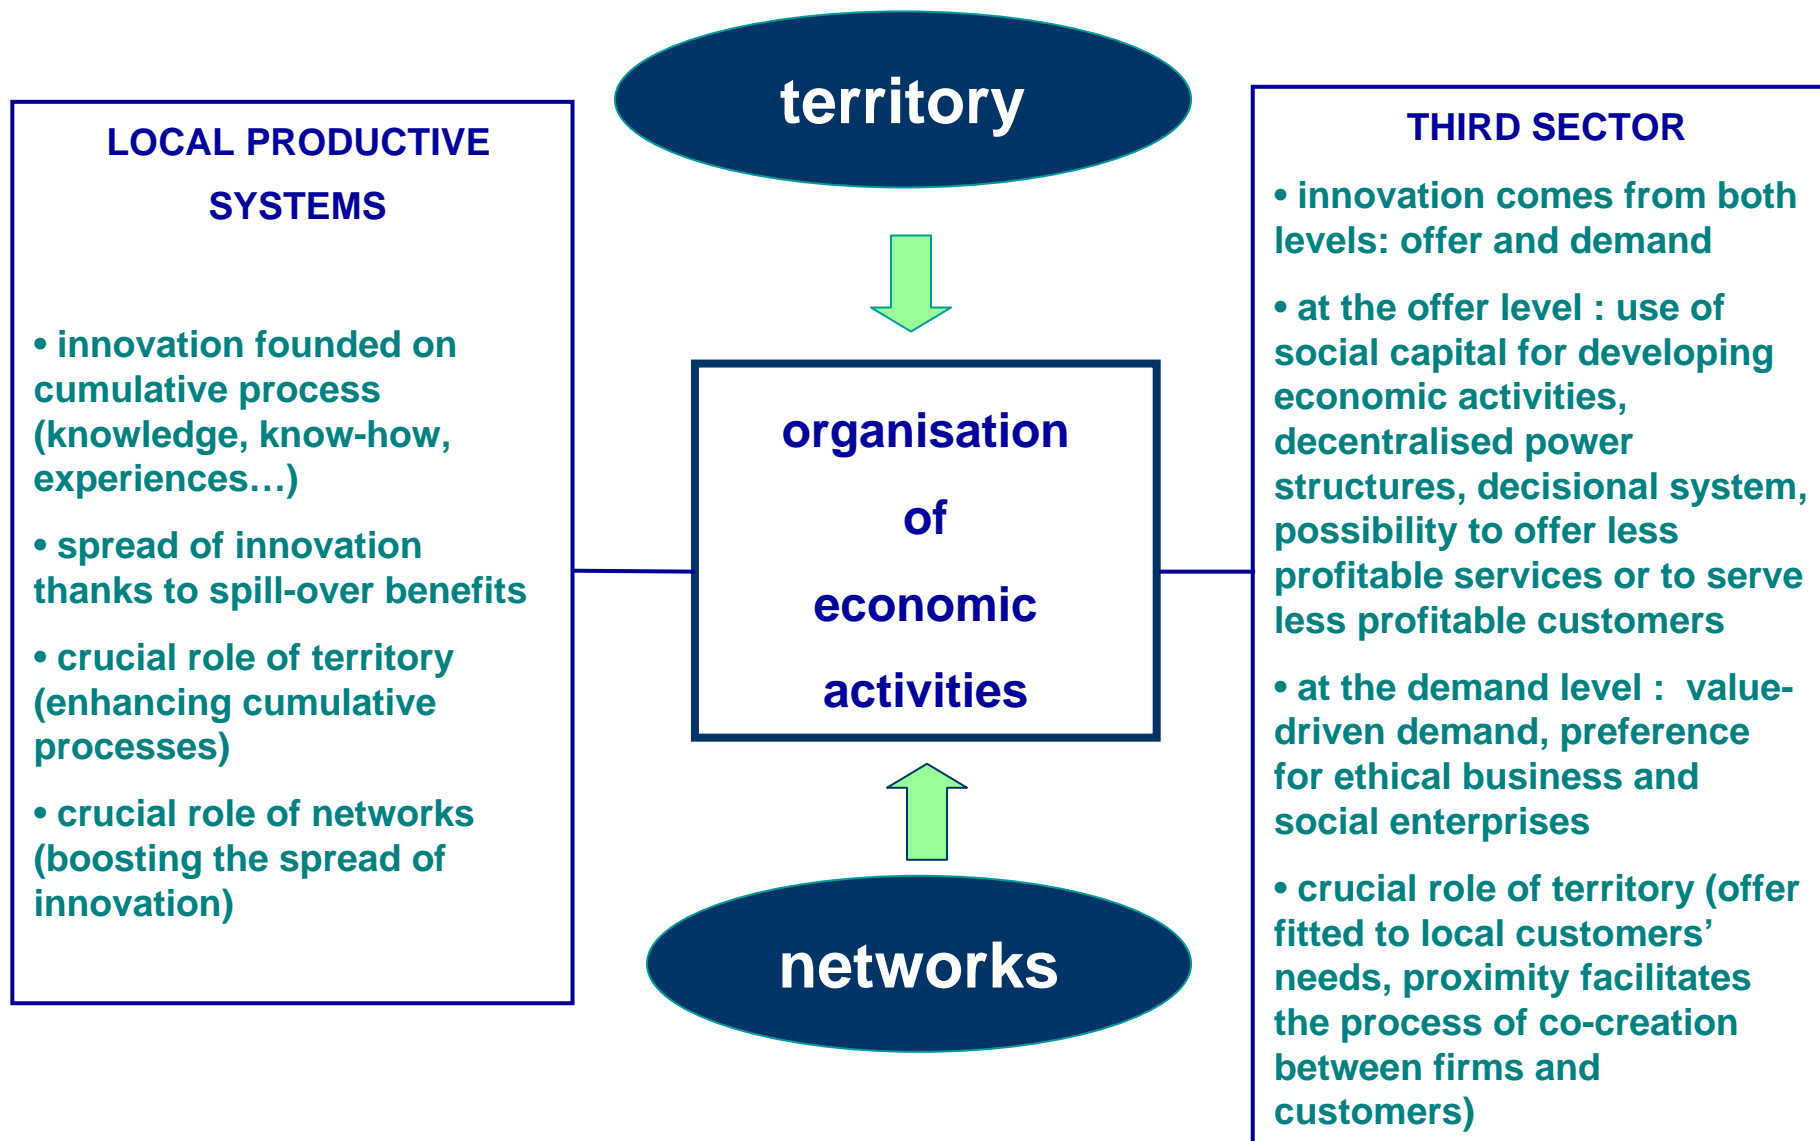 territory
LOCAL PRODUCTIVE
SYSTEMS
• innovation founded on
cumulative process
(knowledge, know-how,
experiences…)
• spread of innovation
thanks to spill-over benefits
• crucial role of territory
(enhancing cumulative
processes)
• crucial role of networks
(boosting the spread of
innovation)
organisation
of
economic
activities
networks
THIRD SECTOR
• innovation comes from both
levels: offer and demand
• at the offer level : use of
social capital for developing
economic activities,
decentralised power
structures, decisional system,
possibility to offer less
profitable services or to serve
less profitable customers
• at the demand level :  value-
driven demand, preference
for ethical business and
social enterprises
• crucial role of territory (offer
fitted to local customers’
needs, proximity facilitates
the process of co-creation
between firms and
customers)